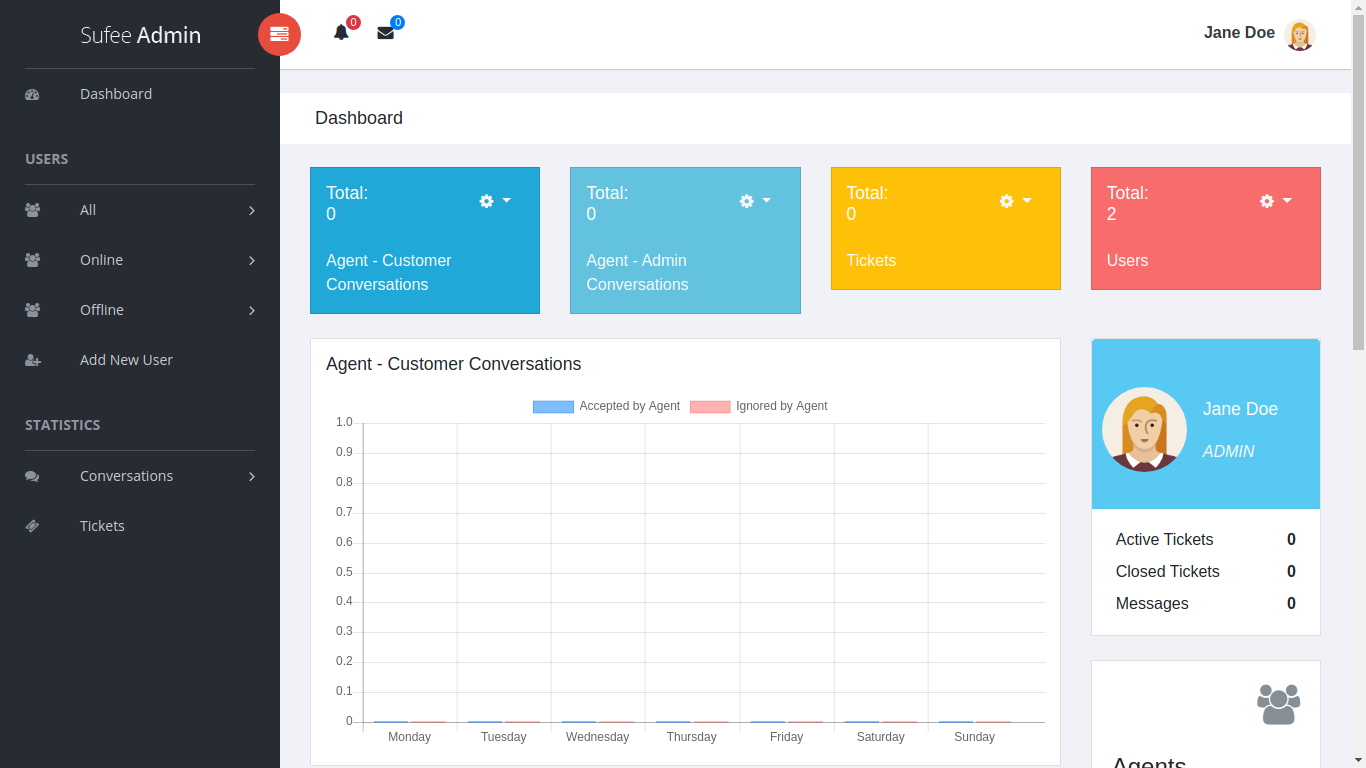 Sufee Admin
0
0
Jane Doe
Dashboard
USERS
All
Online
Offline
Add New User
STATISTICS
Conversations
Tickets
Dashboard
Total:
0
Agent - Customer
Conversations
Total:
0
Agent - Admin
Conversations
Total:
0
Tickets
Total:
2
Users
Agent - Customer Conversations
Accepted by Agent
Ignored by Agent
1.0
0.9
0.8
0.7
0.6
0.5
0.4
0.3
0.2
0.1
0
Monday
Tuesday
Wednesday
Thursday
Friday
Saturday
Sunday
Jane Doe
ADMIN
Active Tickets 0
Closed Tickets 0
Messages 0
Agents